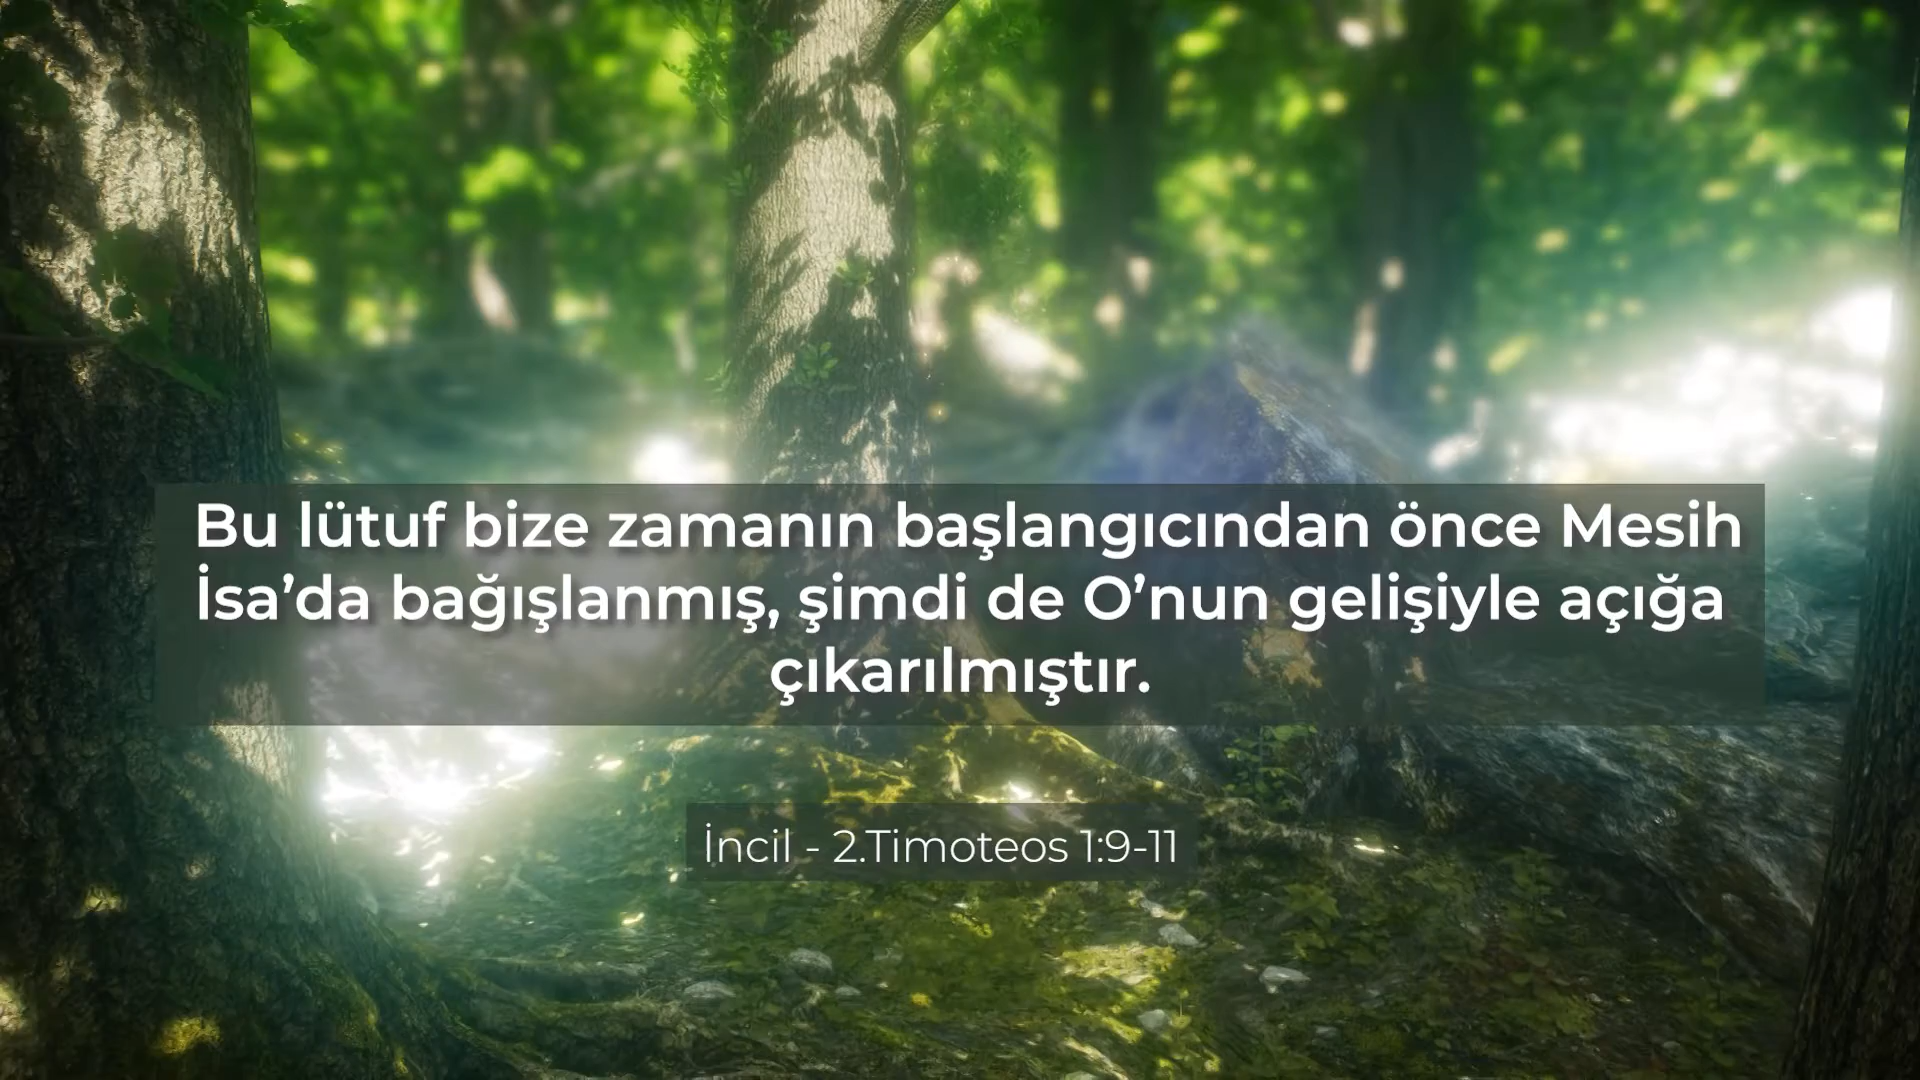 Bu lütuf bize zamanın başlangıcından önce Mesih
İsa’da bağışlanmış, şimdi de O’nun gelişiyle açığa
çıkarılmıştır.
İncil - 2.Timoteos 1:9-11